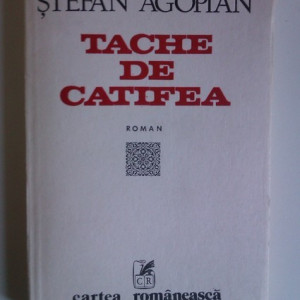 ȘTEFAN AGOPIAN
TACHE
DE
CATIFEA
ROMAN
CR
cartea românească